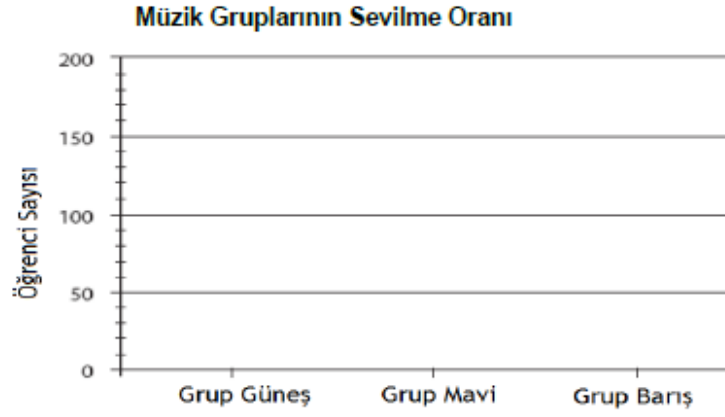 Müzik Gruplarının Sevilme Oranı
200
150
100
50
0
Öğrenci Sayısı
Grup Güneş Grup Mavi Grup Barış